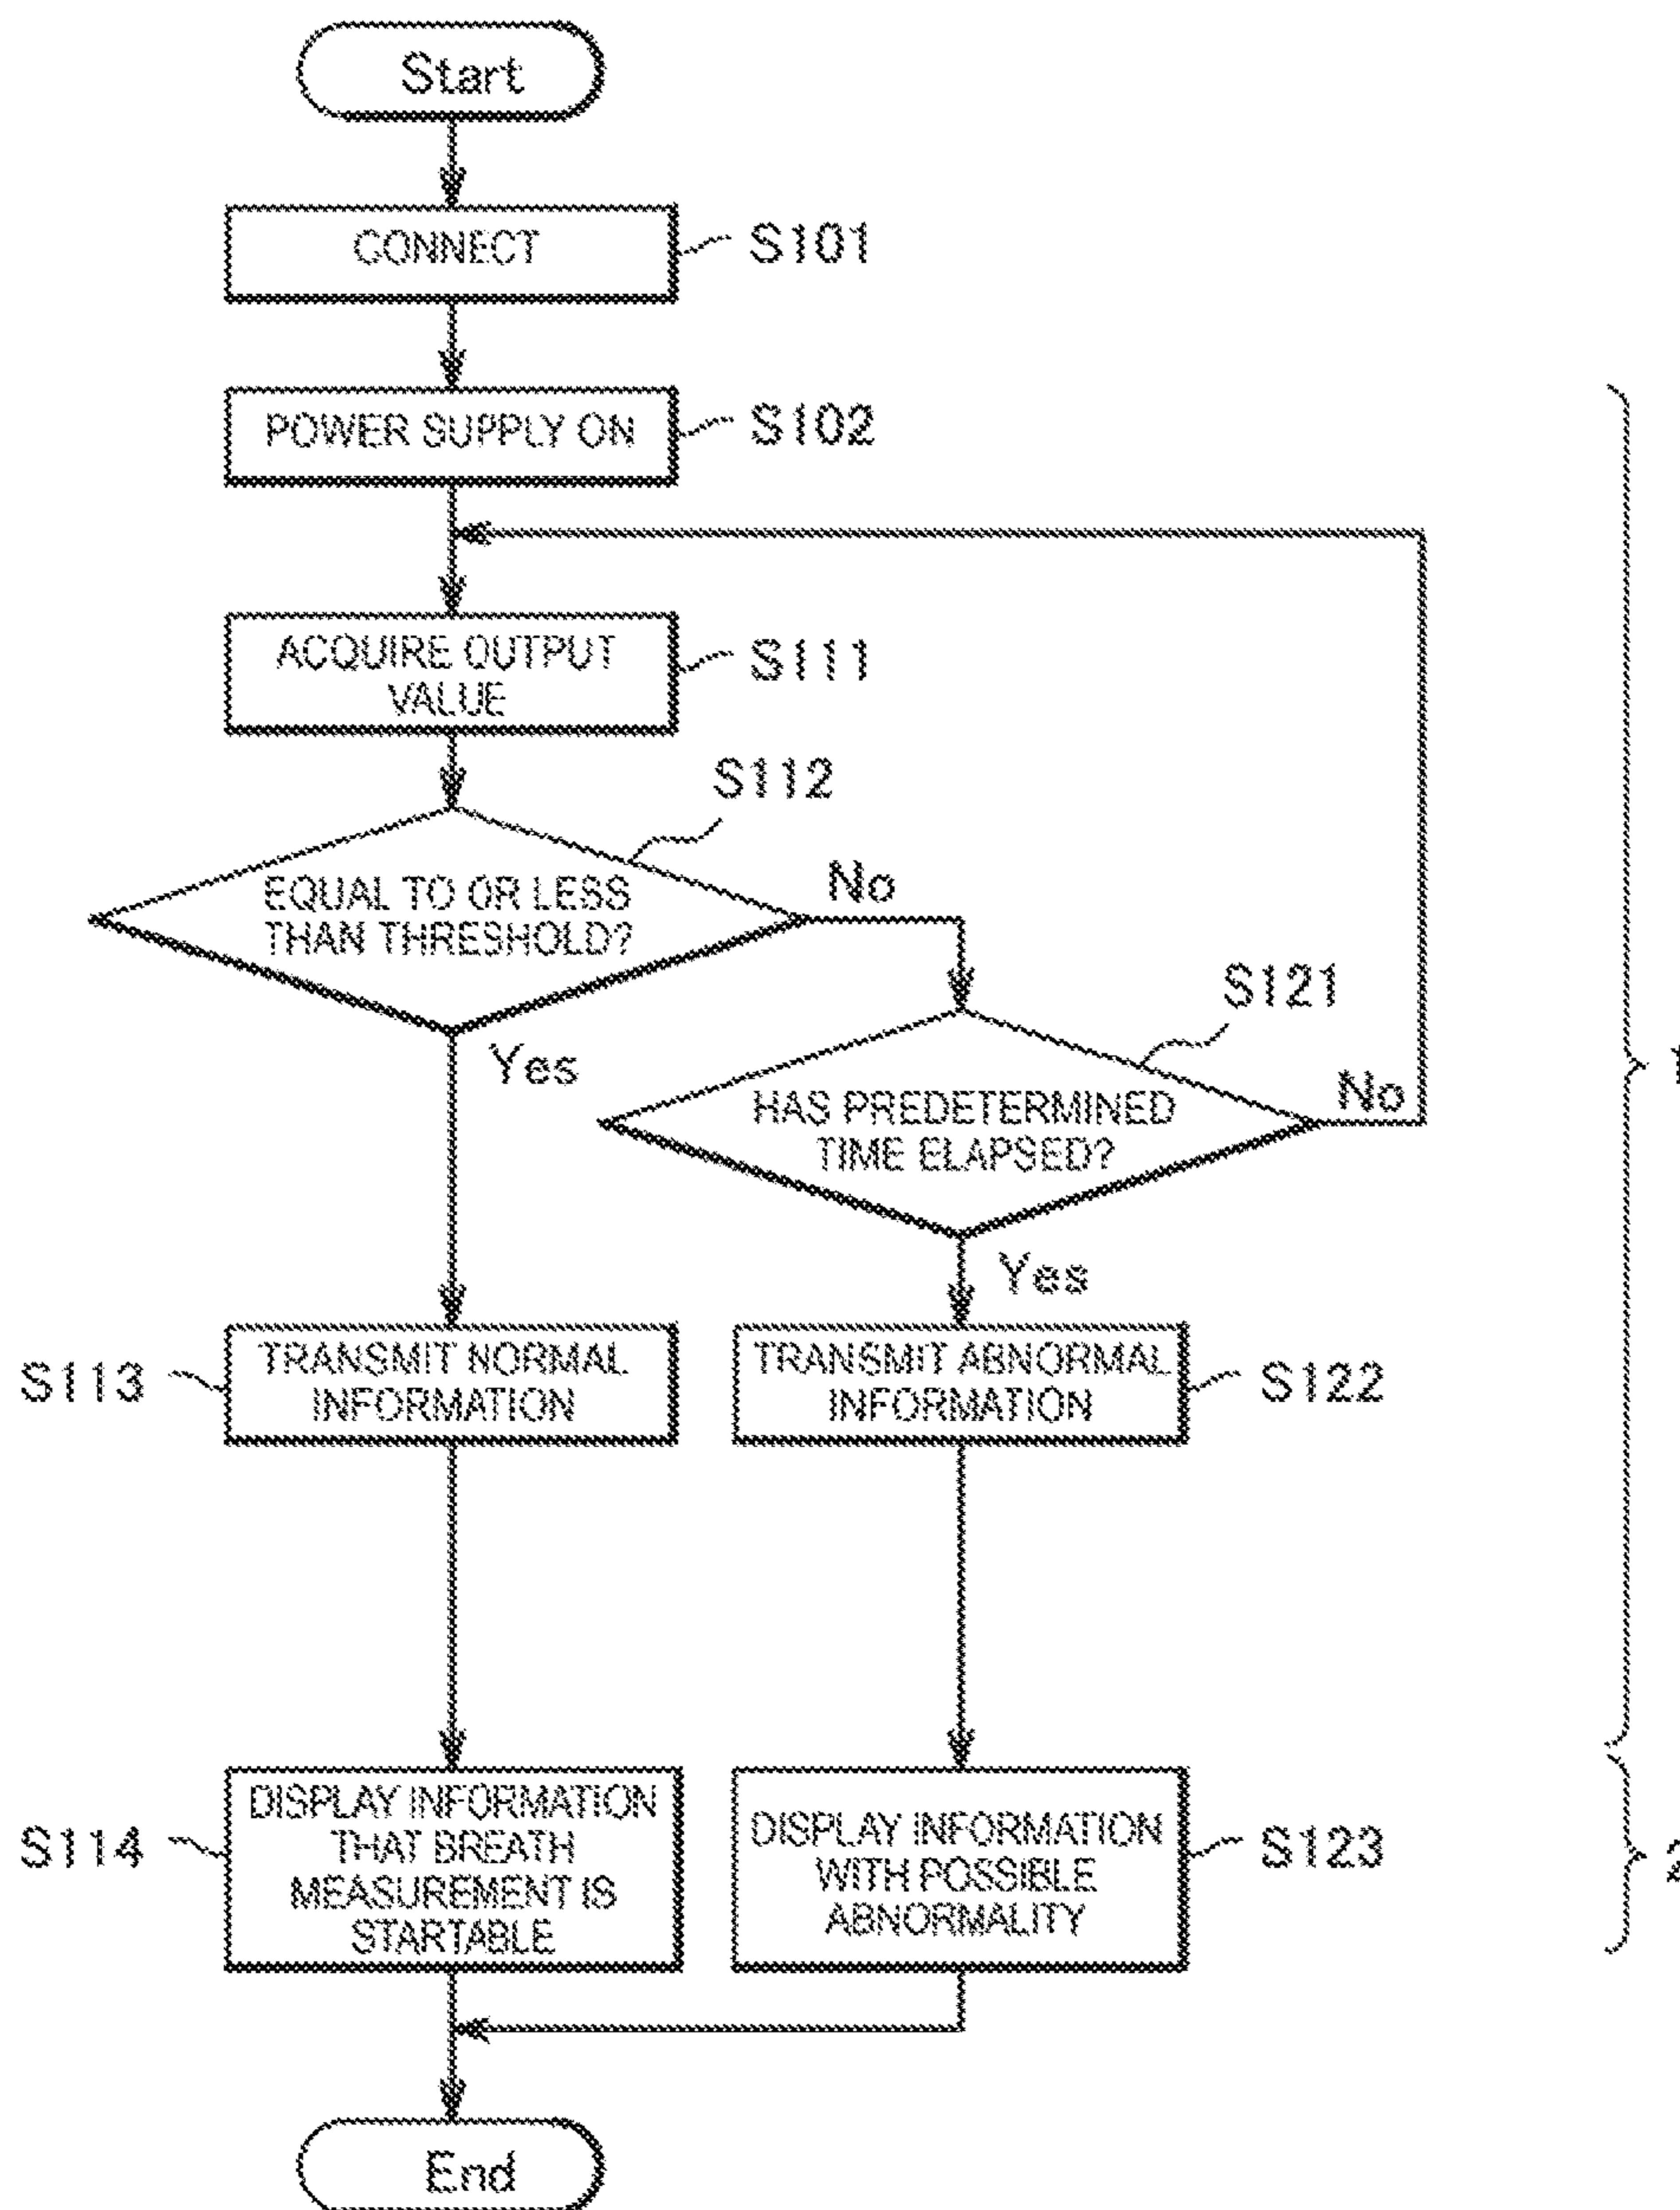 Start
CONNECT
S101
POWER SUPPLY ON
S102
ACQUIRE OUTPUT
VALUE
S111
S112
EQUAL TO OR LESS
THAN THRESHOLD?
No
Yes
S121
HAS PREDETERMINED
TIME ELAPSED?
No
Yes
1
S113
TRANSMIT NORMAL
INFORMATION
TRANSMIT ABNORMAL
INFORMATION
S122
S114
DISPLAY INFORMATION
THAT BREATH
MEASUREMENT IS
STARTABLE
DISPLAY INFORMATION
WITH POSSIBLE
ABNORMALITY
S123
2
End